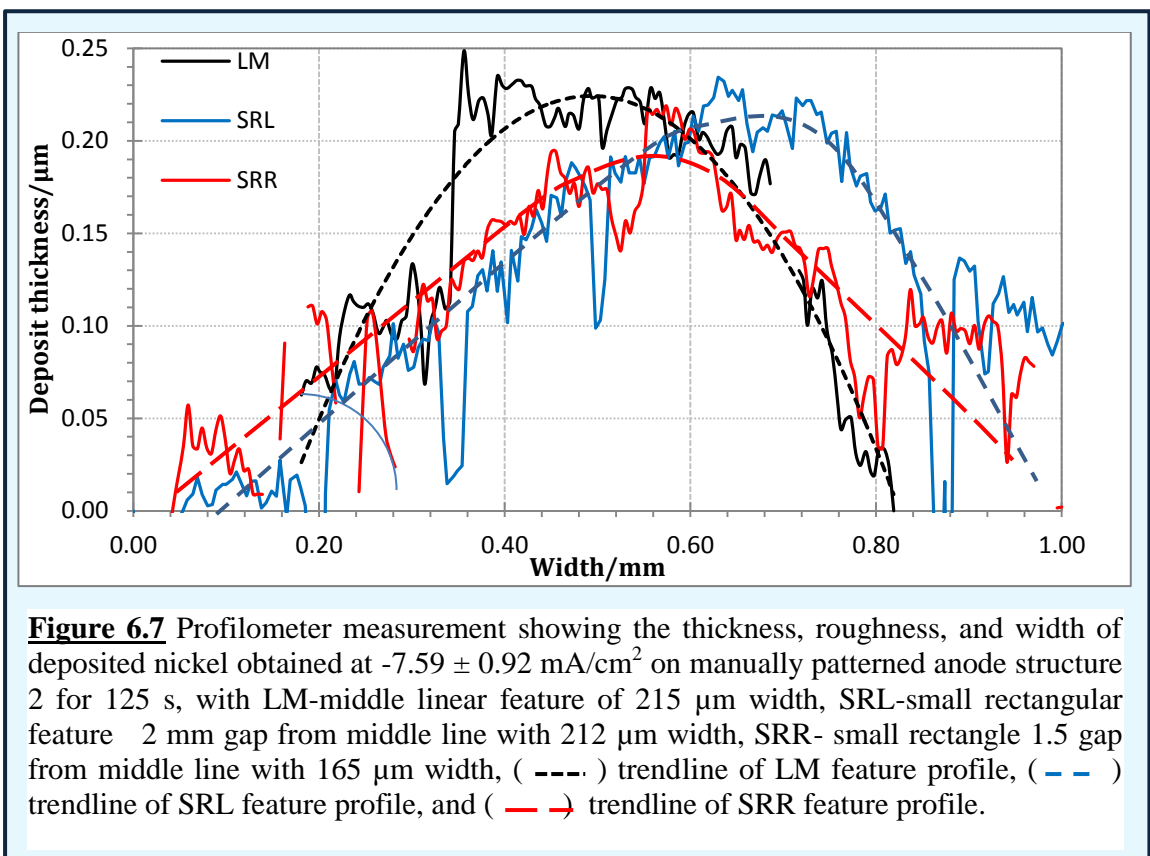 0.25
0.20
0.15
0.10
0.05
0.00
Deposit thickness/µm
LM
SRL
SRR
0.00 0.20 0.40 0.60 0.80 1.00
Width/mm
Figure 6.7 Profilometer measurement showing the thickness, roughness, and width of
deposited nickel obtained at -7.59 ± 0.92 mA/cm² on manually patterned anode structure
2 for 125 s, with LM-middle linear feature of 215 µm width, SRL-small rectangular
feature 2 mm gap from middle line with 212 µm width, SRR- small rectangle 1.5 gap
from middle line with 165 µm width, ( ) trendline of LM feature profile, ( )
trendline of SRL feature profile, and ( ) trendline of SRR feature profile.